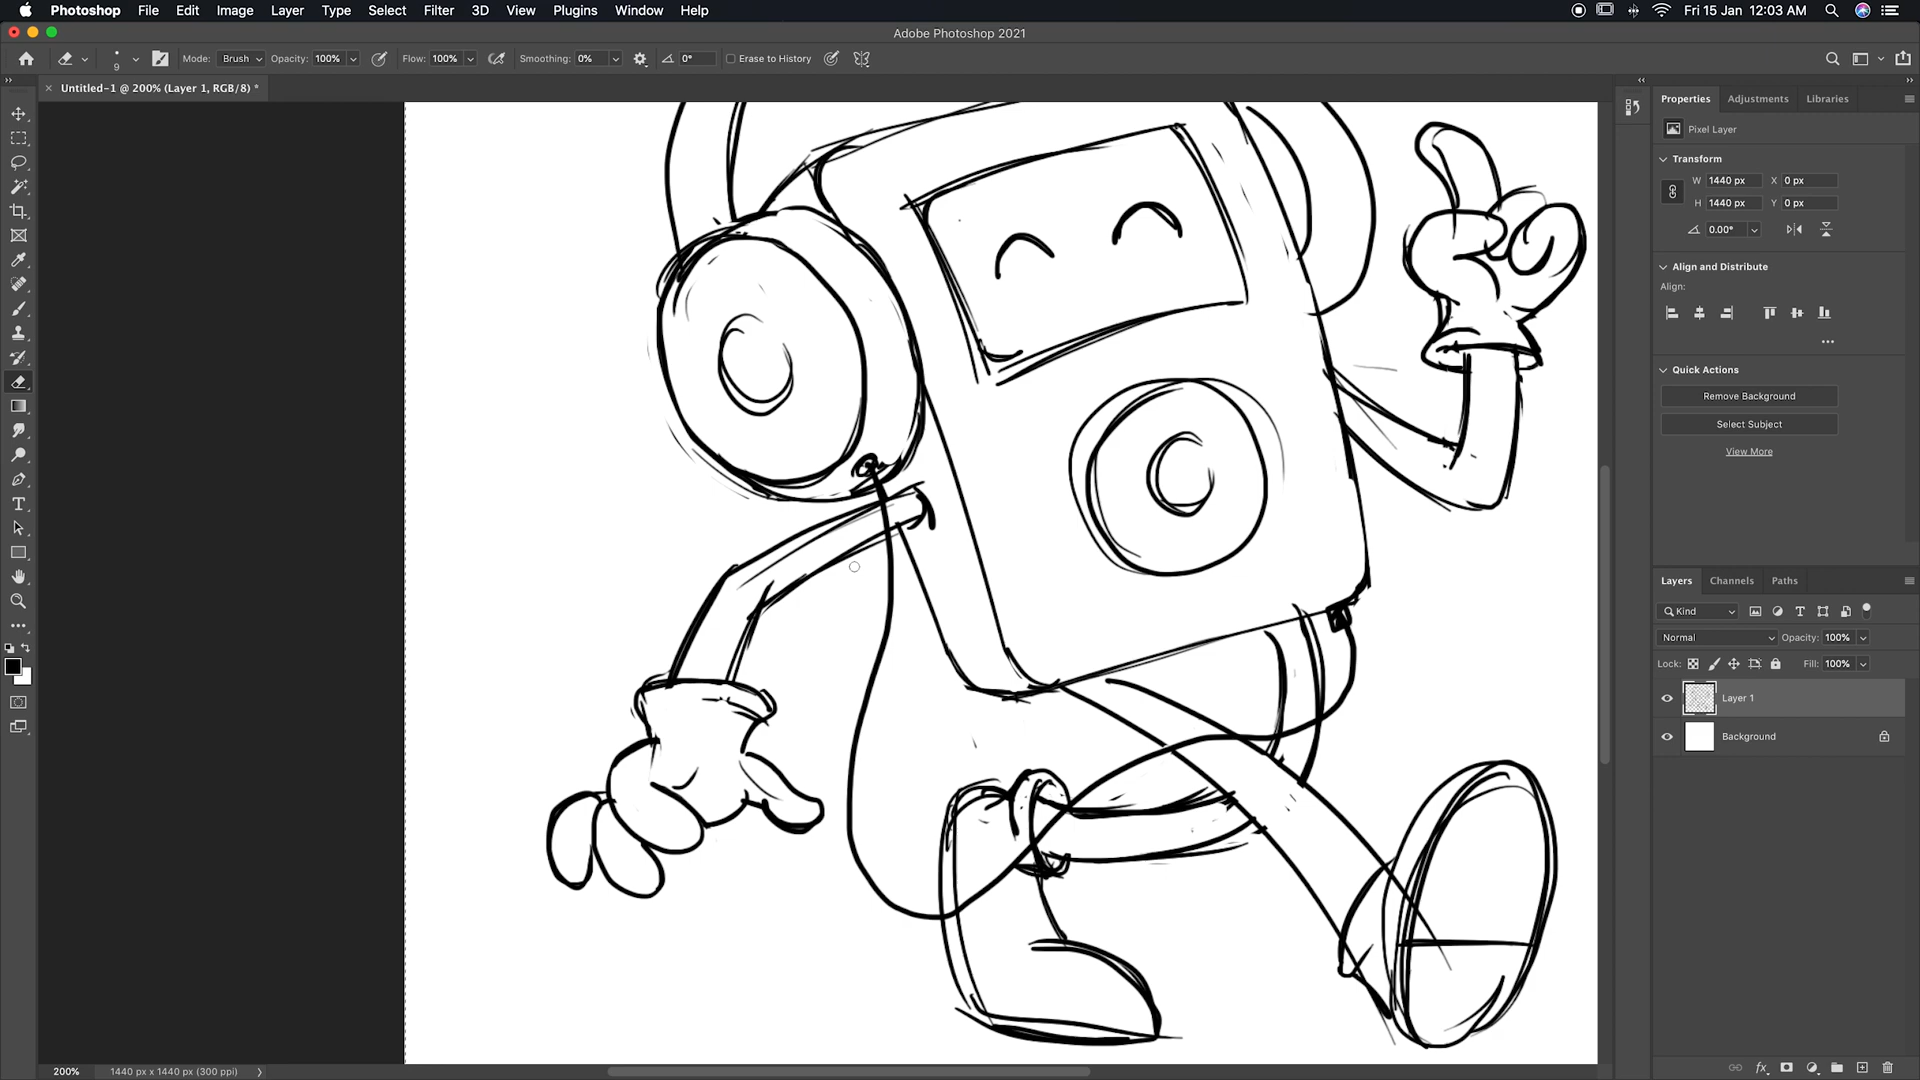 Photoshop File Edit Image Layer Type Select Filter 3D View Plugins Window Help Fri 15 Jan 12:03 AM
Adobe Photoshop 2021
9 Mode: Brush Opacity: 100% Flow: 100% Smoothing: 0% 0° Erase to History
Untitled-1 @ 200% (Layer 1, RGB/8) *
Properties Adjustments Libraries
Pixel Layer
Transform
W 1440 px X 0 px
H 1440 px Y 0 px
0.00°
Align and Distribute
Align:
Quick Actions
Remove Background
Select Subject
View More
Layers Channels Paths
Kind
Normal Opacity: 100%
Lock: Fill: 100%
Layer 1
Background
200% 1440 px x 1440 px (300 ppi)